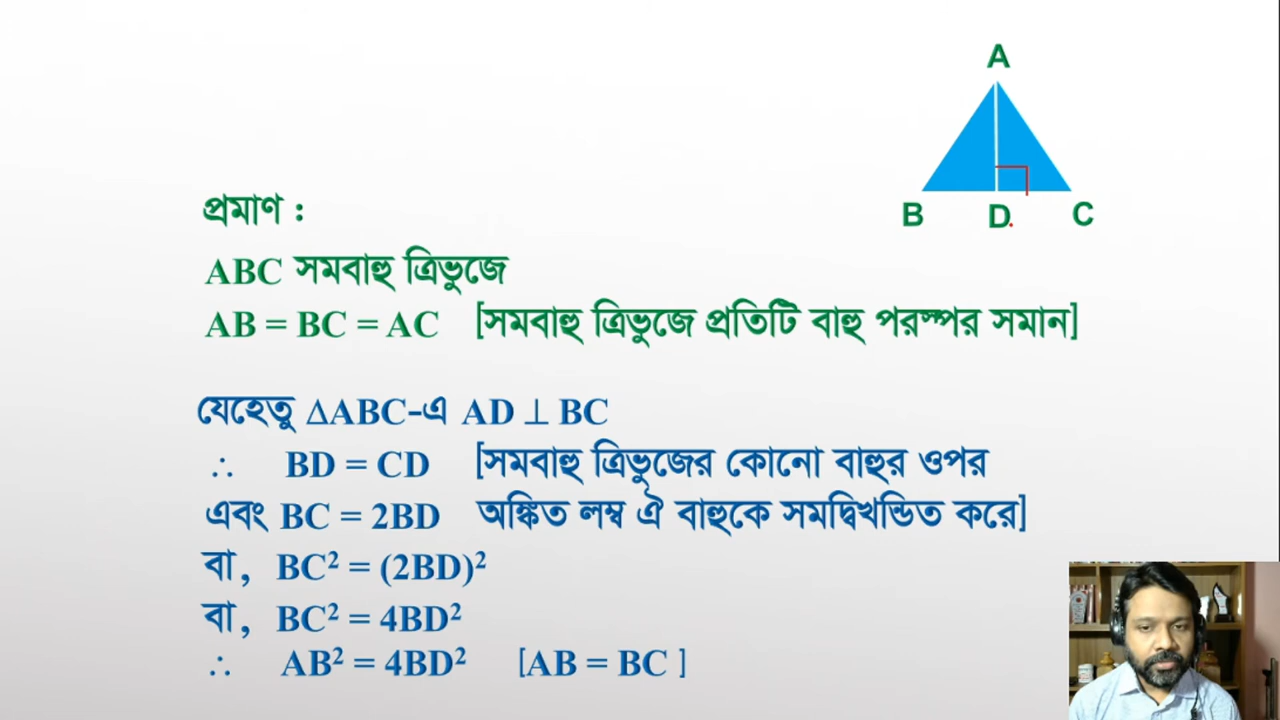 A
B D C
প্রমাণ :
ABC সমবাহু ত্রিভুজে
AB = BC = AC [সমবাহু ত্রিভুজে প্রতিটি বাহু পরস্পর সমান]
যেহেতু ΔABC-এ AD ⊥ BC
∴ BD = CD [সমবাহু ত্রিভুজের কোনো বাহুর ওপর
এবং BC = 2BD অঙ্কিত লম্ব ঐ বাহুকে সমদ্বিখন্ডিত করে]
বা, BC² = (2BD)²
বা, BC² = 4BD²
∴ AB² = 4BD² [AB = BC ]